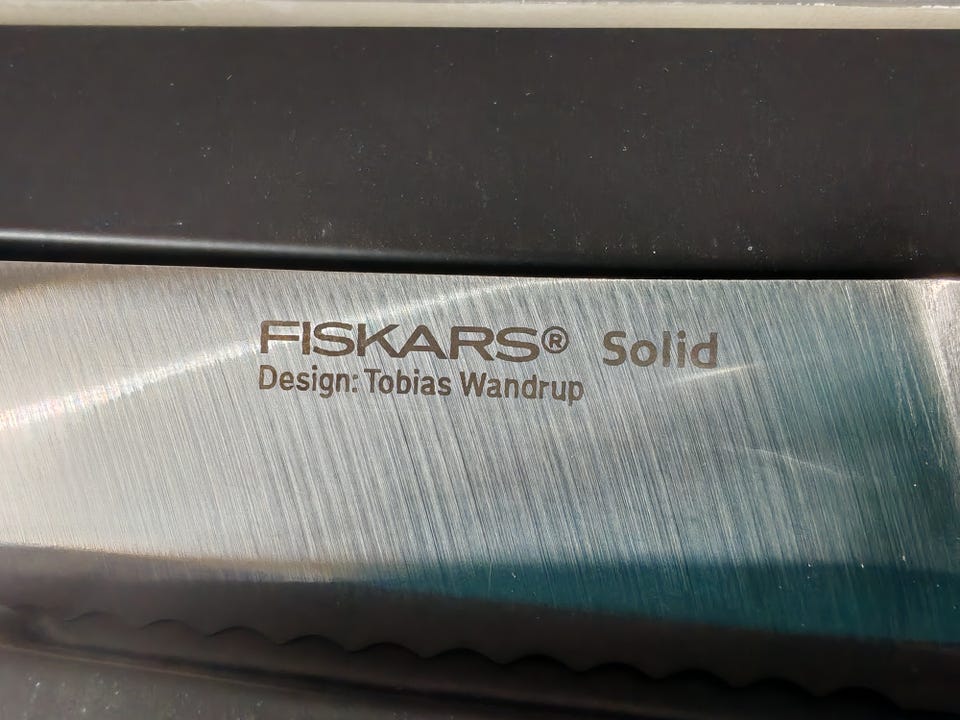 FISKARS® Solid
Design: Tobias Wandrup